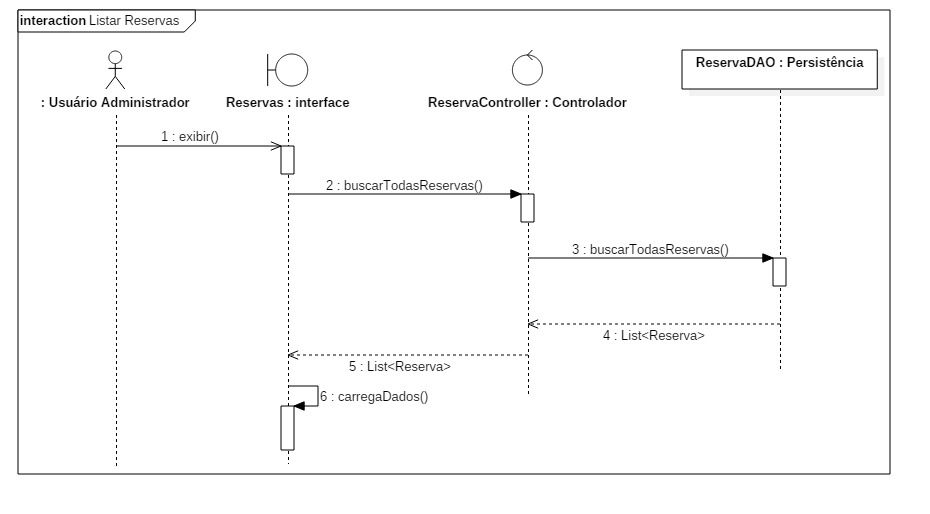 interaction Listar Reservas
: Usuário Administrador
Reservas : interface
ReservaController : Controlador
ReservaDAO : Persistência
1 : exibir()
2 : buscarTodasReservas()
3 : buscarTodasReservas()
4 : List<Reserva>
5 : List<Reserva>
6 : carregaDados()